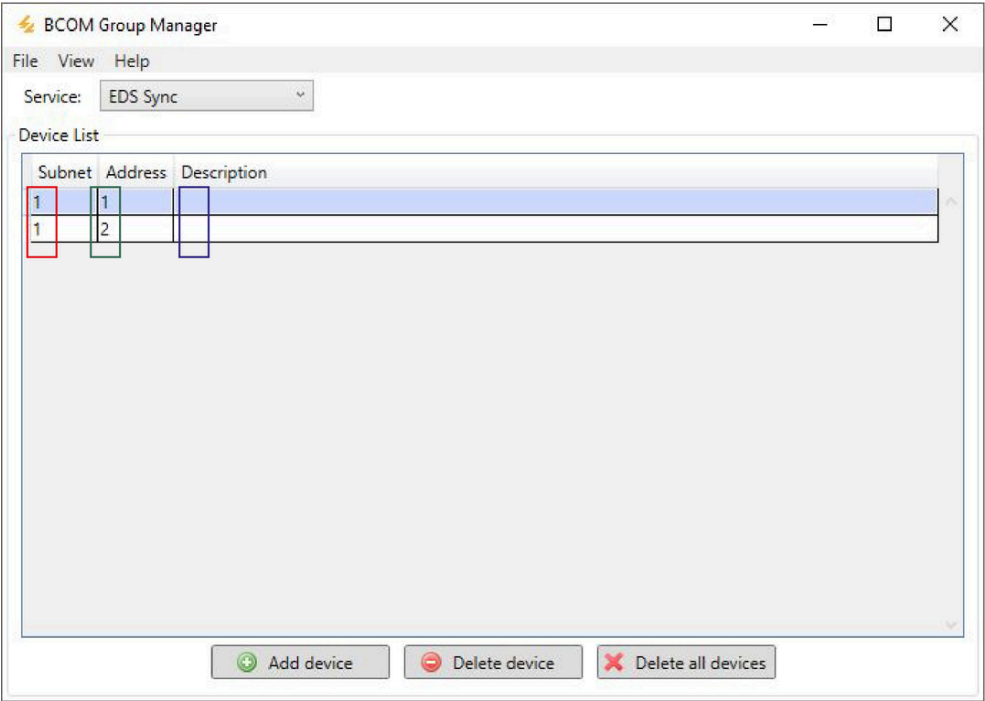 BCOM Group Manager
File View Help
Service: EDS Sync
Device List
Subnet Address Description
1 1
1 2
Add device Delete device Delete all devices